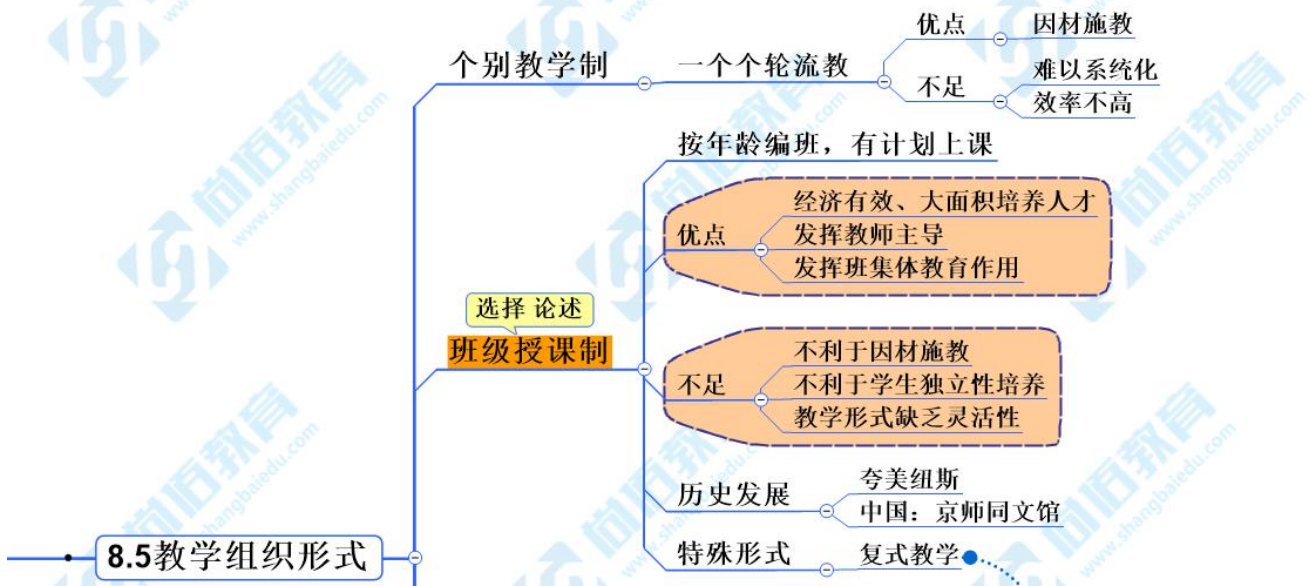 个别教学制
一个个轮流教
优点
因材施教
不足
难以系统化
效率不高
8.5教学组织形式
选择 论述
班级授课制
按年龄编班，有计划上课
优点
经济有效、大面积培养人才
发挥教师主导
发挥班集体教育作用
不足
不利于因材施教
不利于学生独立性培养
教学形式缺乏灵活性
历史发展
夸美纽斯
中国：京师同文馆
特殊形式
复式教学
尚佰教育
www.shangbaiedu.com